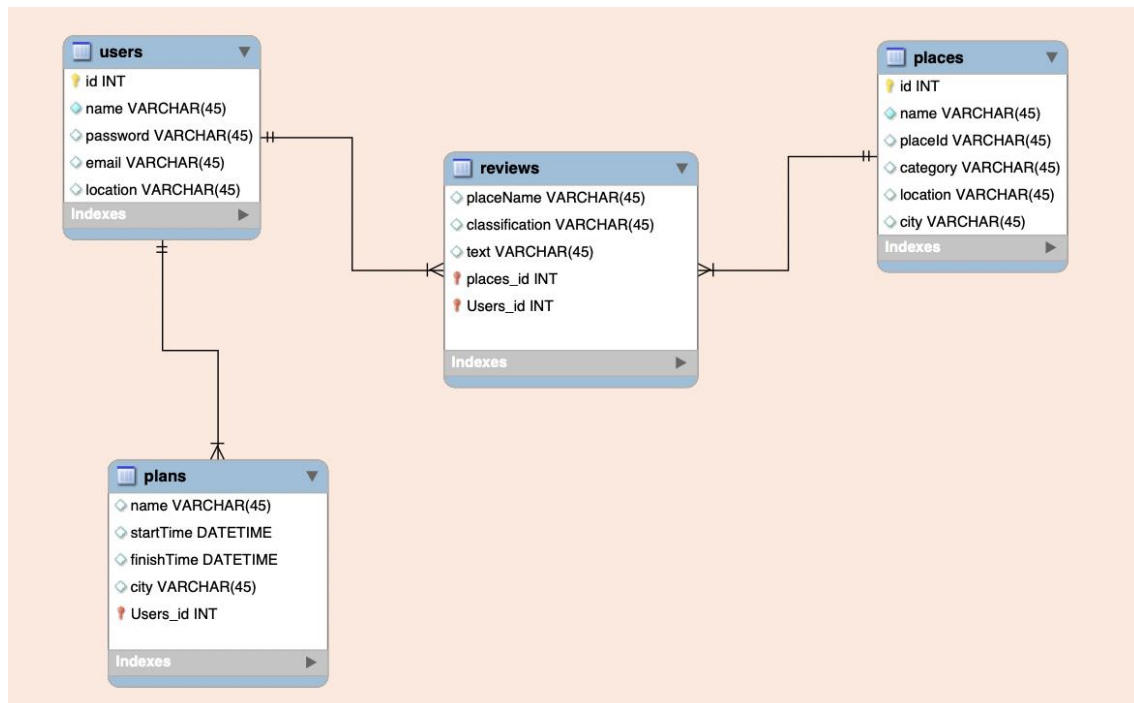 users
id INT
name VARCHAR(45)
password VARCHAR(45)
email VARCHAR(45)
location VARCHAR(45)
Indexes
places
id INT
name VARCHAR(45)
placeId VARCHAR(45)
category VARCHAR(45)
location VARCHAR(45)
city VARCHAR(45)
Indexes
reviews
placeName VARCHAR(45)
classification VARCHAR(45)
text VARCHAR(45)
places_id INT
Users_id INT
Indexes
plans
name VARCHAR(45)
startTime DATETIME
finishTime DATETIME
city VARCHAR(45)
Users_id INT
Indexes